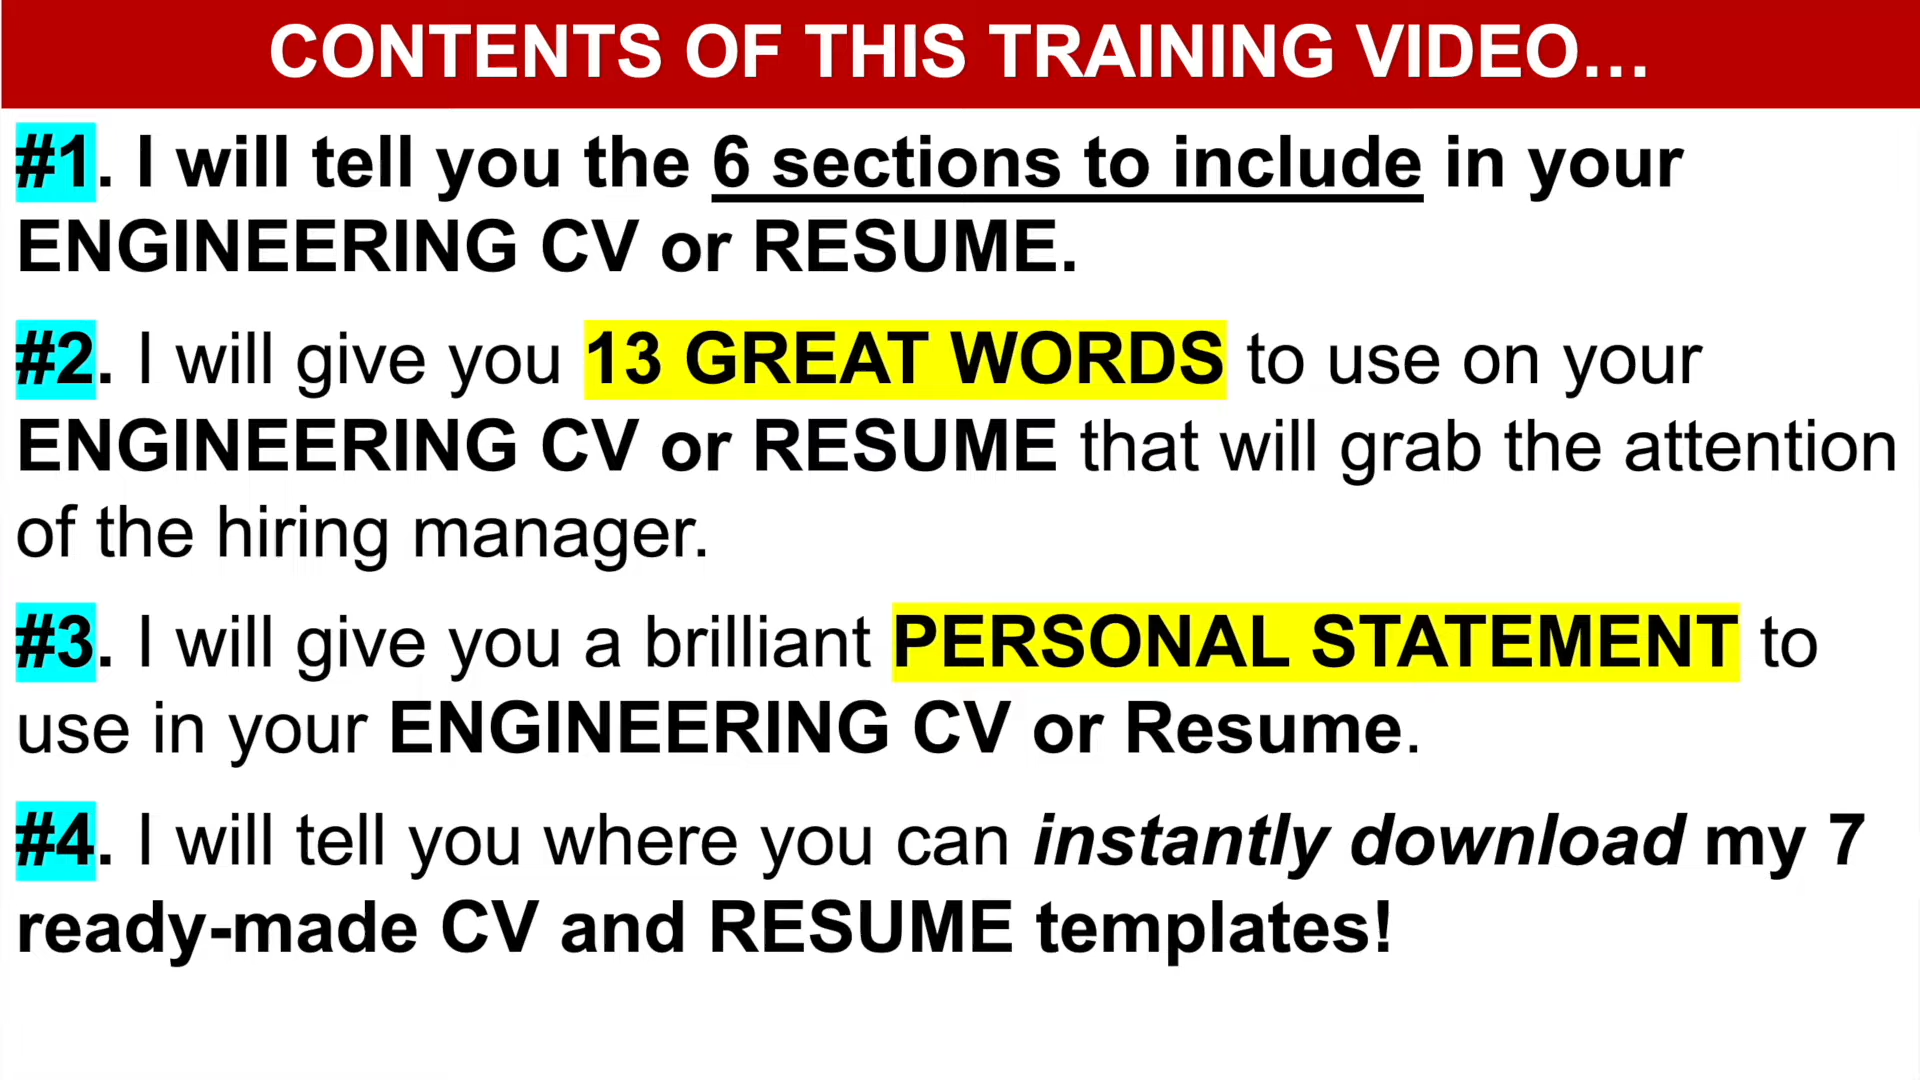 CONTENTS OF THIS TRAINING VIDEO…
#1. I will tell you the 6 sections to include in your
ENGINEERING CV or RESUME.
#2. I will give you 13 GREAT WORDS to use on your
ENGINEERING CV or RESUME that will grab the attention
of the hiring manager.
#3. I will give you a brilliant PERSONAL STATEMENT to
use in your ENGINEERING CV or Resume.
#4. I will tell you where you can instantly download my 7
ready-made CV and RESUME templates!